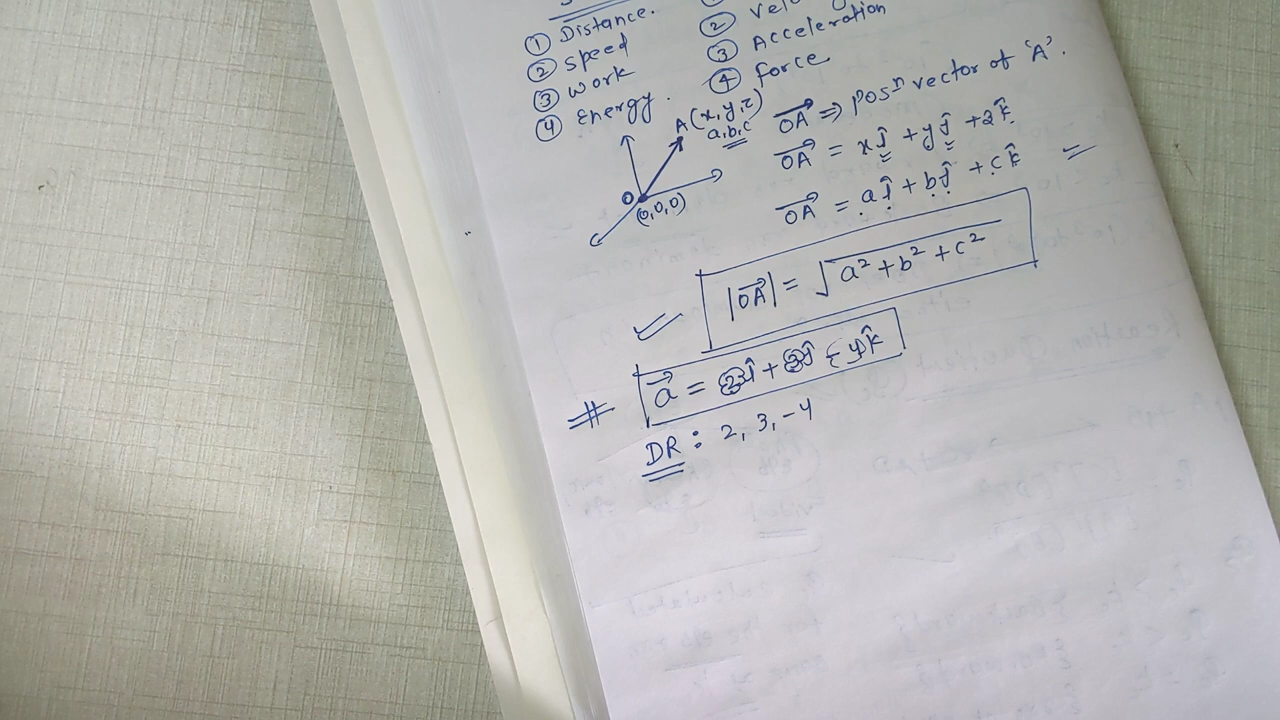 ① Distance.
② speed
③ work
④ Energy.
②
③ Acceleration
④ force
A(x,y,z)
a,b,c
O
(0,0,0)
OA⃗ ⇒ posⁿ vector of 'A'.
OA⃗ = xî + yĵ + zk̂
OA⃗ = aî + bĵ + ck̂
|OA⃗| = √a² + b² + c²
# a⃗ = 2î + 3ĵ - 4k̂
DR : 2, 3, -4